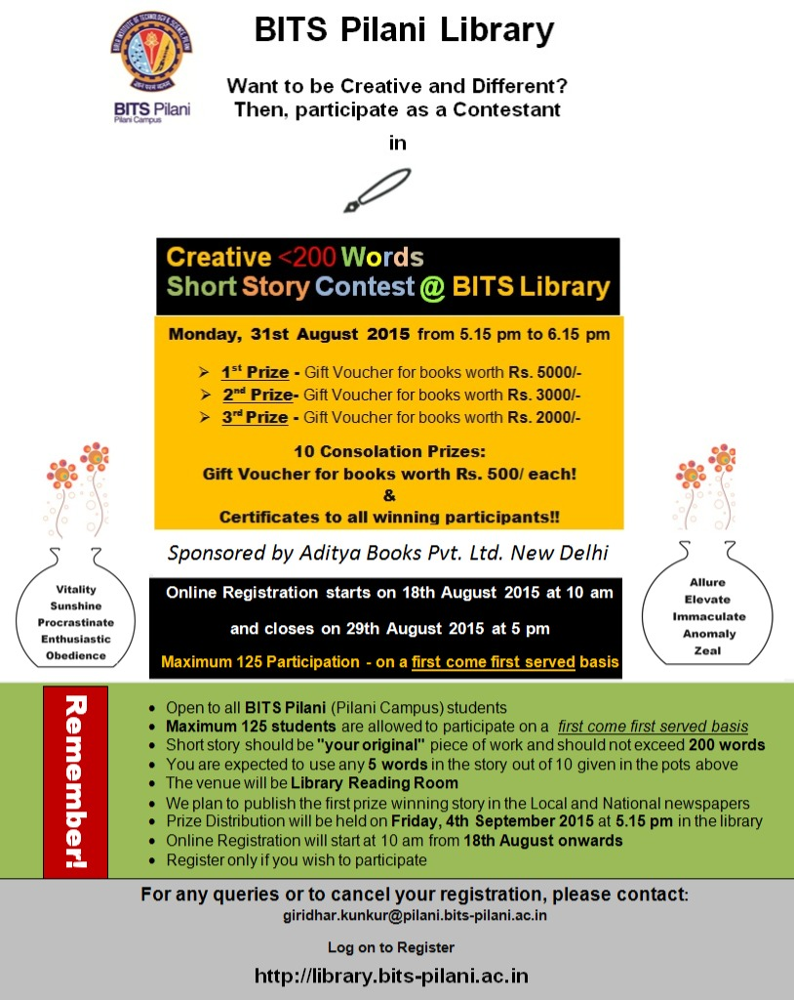 BITS Pilani Library
BIRLA INSTITUTE OF TECHNOLOGY & SCIENCE, PILANI
BITS Pilani
Pilani Campus
Want to be Creative and Different?
Then, participate as a Contestant
in
Creative <200 Words
Short Story Contest @ BITS Library
Monday, 31st August 2015 from 5.15 pm to 6.15 pm
➢ 1st Prize - Gift Voucher for books worth Rs. 5000/-
➢ 2nd Prize- Gift Voucher for books worth Rs. 3000/-
➢ 3rd Prize - Gift Voucher for books worth Rs. 2000/-
10 Consolation Prizes:
Gift Voucher for books worth Rs. 500/ each!
&
Certificates to all winning participants!!
Sponsored by Aditya Books Pvt. Ltd. New Delhi
Vitality
Sunshine
Procrastinate
Enthusiastic
Obedience
Online Registration starts on 18th August 2015 at 10 am
and closes on 29th August 2015 at 5 pm
Maximum 125 Participation - on a first come first served basis
Allure
Elevate
Immaculate
Anomaly
Zeal
Remember!
• Open to all BITS Pilani (Pilani Campus) students
• Maximum 125 students are allowed to participate on a first come first served basis
• Short story should be "your original" piece of work and should not exceed 200 words
• You are expected to use any 5 words in the story out of 10 given in the pots above
• The venue will be Library Reading Room
• We plan to publish the first prize winning story in the Local and National newspapers
• Prize Distribution will be held on Friday, 4th September 2015 at 5.15 pm in the library
• Online Registration will start at 10 am from 18th August onwards
• Register only if you wish to participate
For any queries or to cancel your registration, please contact:
giridhar.kunkur@pilani.bits-pilani.ac.in
Log on to Register
http://library.bits-pilani.ac.in